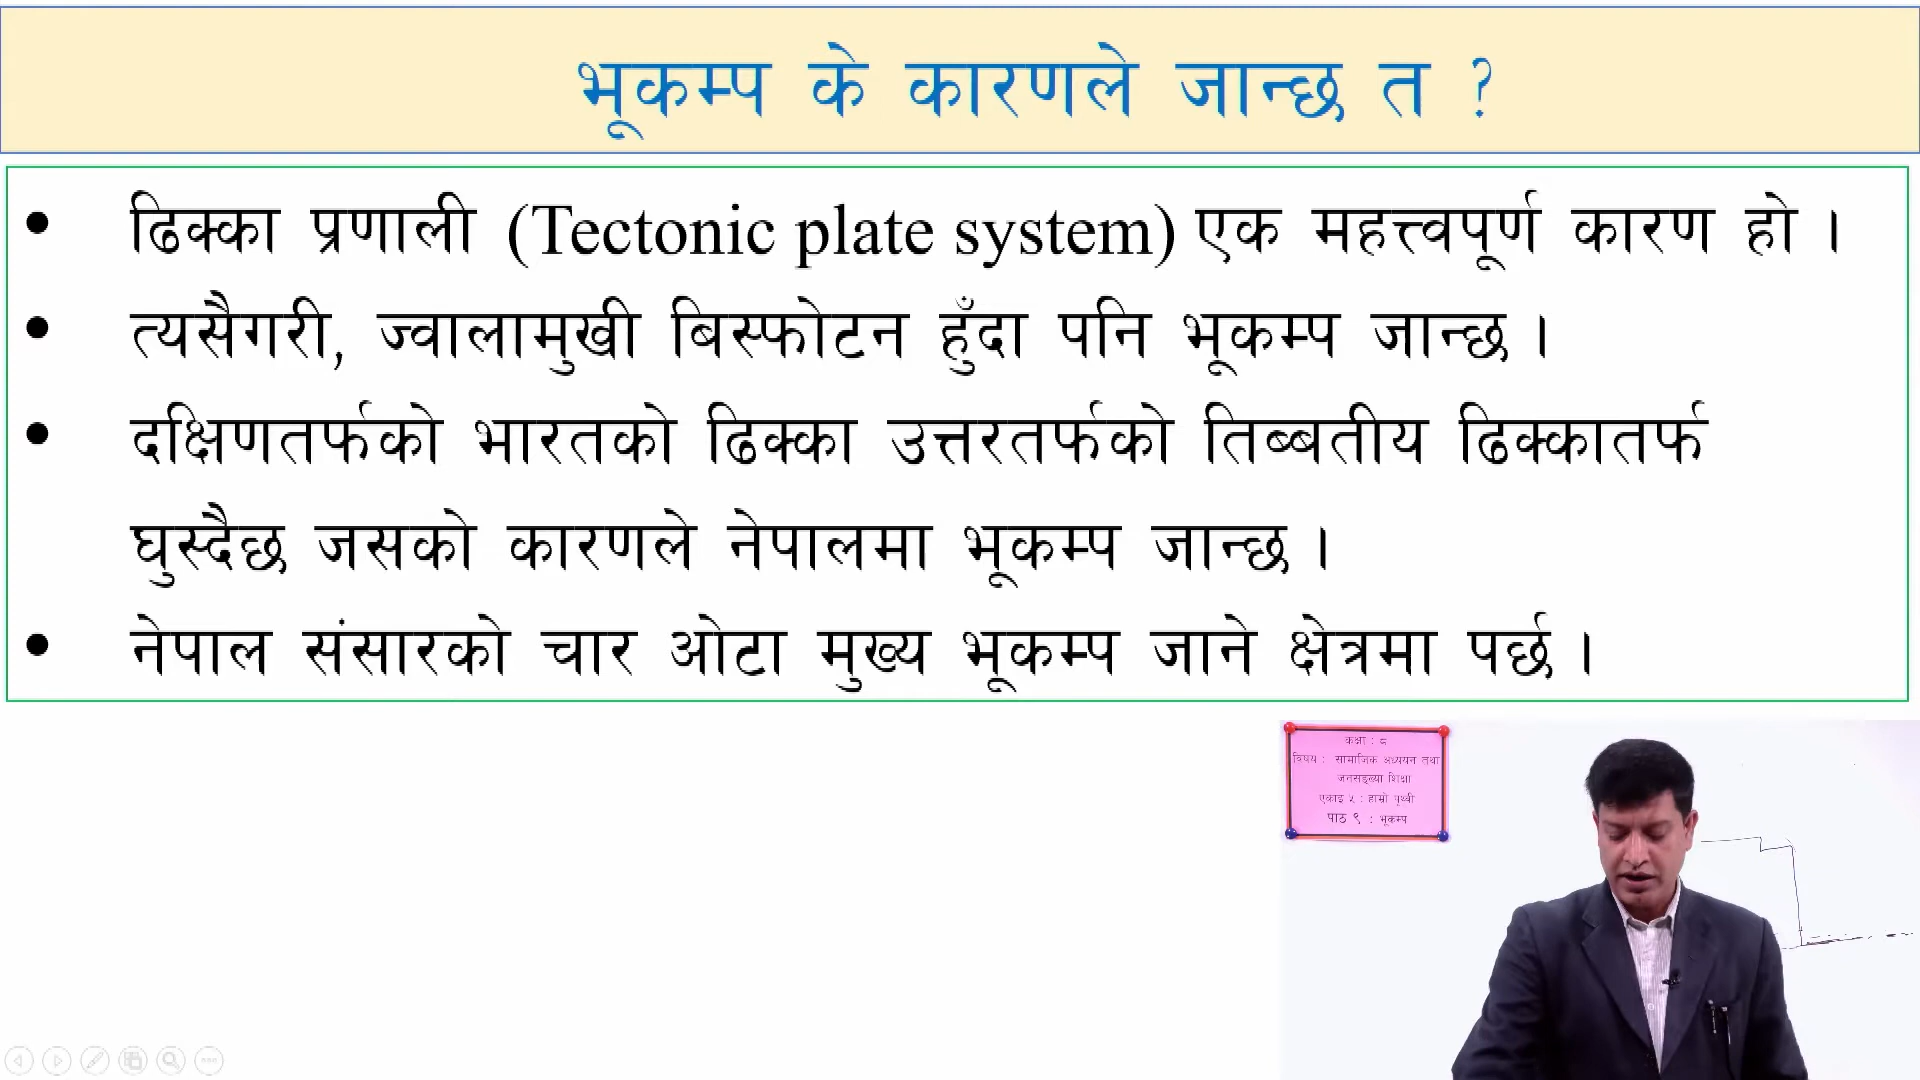 भूकम्प के कारणले जान्छ त ?
• ढिक्का प्रणाली (Tectonic plate system) एक महत्त्वपूर्ण कारण हो ।
• त्यसैगरी, ज्वालामुखी बिस्फोटन हुँदा पनि भूकम्प जान्छ ।
• दक्षिणतर्फको भारतको ढिक्का उत्तरतर्फको तिब्बतीय ढिक्कातर्फ
घुस्दैछ जसको कारणले नेपालमा भूकम्प जान्छ ।
• नेपाल संसारको चार ओटा मुख्य भूकम्प जाने क्षेत्रमा पर्छ ।
कक्षा : ८
विषय : सामाजिक अध्ययन तथा
जनसङ्ख्या शिक्षा
एकाइ ५ : हाम्रो पृथ्वी
पाठ ९ : भूकम्प